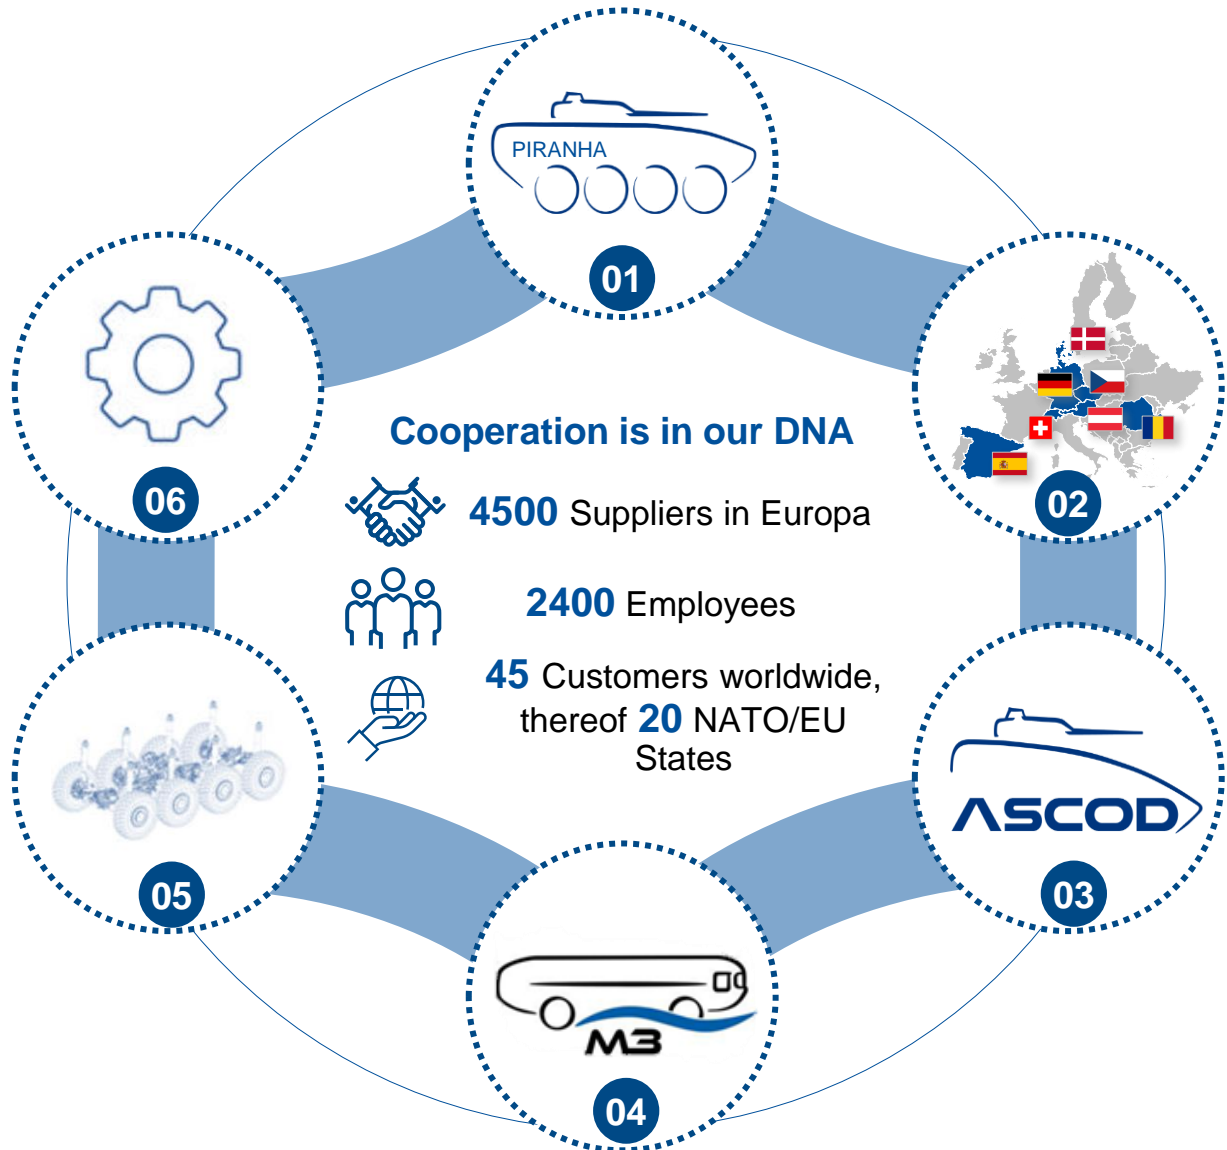 PIRANHA
01
02
Cooperation is in our DNA
06
4500 Suppliers in Europa
2400 Employees
45 Customers worldwide,
thereof 20 NATO/EU
States
ASCOD
05
03
M3
04